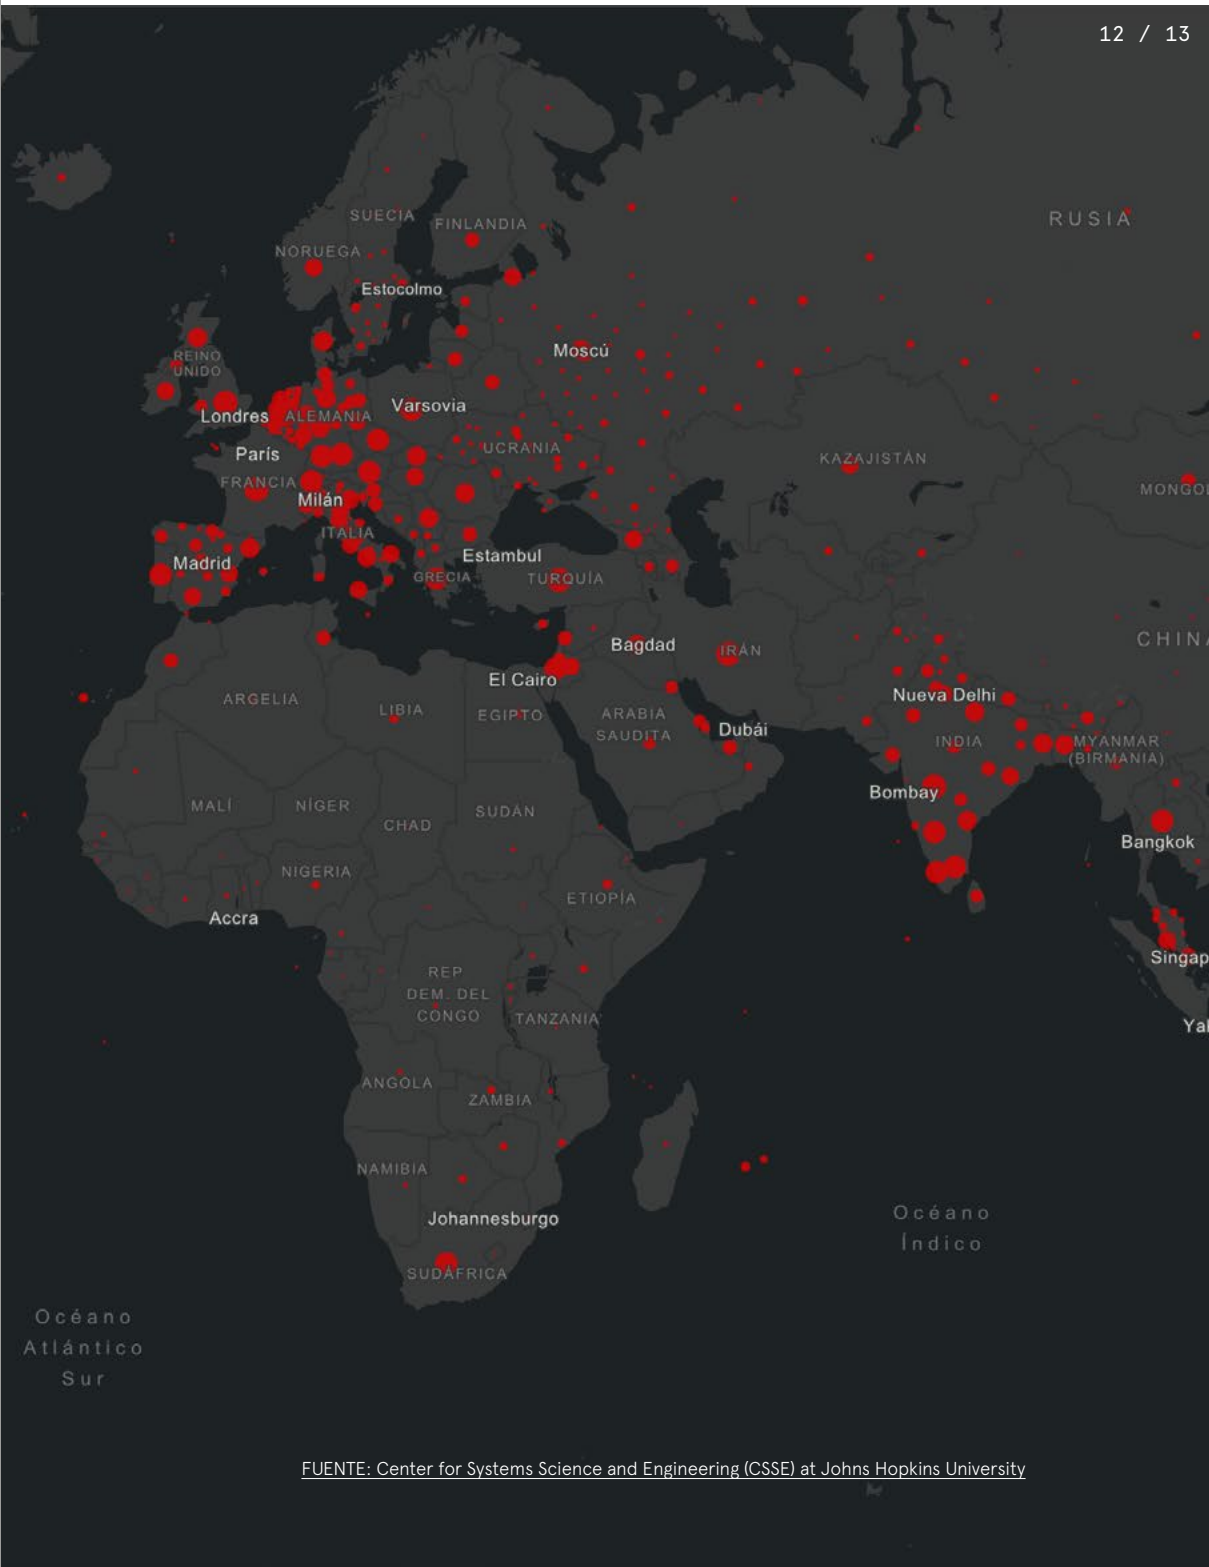 12 / 13
RUSIA
SUECIA
FINLANDIA
NORUEGA
Estocolmo
Moscú
REINO
UNIDO
Londres
ALEMANIA
Varsovia
París
UCRANIA
KAZAJISTÁN
FRANCIA
Milán
MONGOL
ITALIA
Madrid
Estambul
GRECIA
TURQUÍA
Bagdad
IRÁN
CHINA
El Cairo
Nueva Delhi
ARGELIA
LIBIA
EGIPTO
ARABIA
SAUDITA
Dubái
INDIA
MYANMAR
(BIRMANIA)
Bombay
MALÍ
NÍGER
CHAD
SUDÁN
Bangkok
NIGERIA
ETIOPÍA
Accra
Singap
REP
DEM. DEL
CONGO
TANZANIA
Yal
ANGOLA
ZAMBIA
NAMIBIA
Johannesburgo
Océano
Índico
SUDÁFRICA
Océano
Atlántico
Sur
FUENTE: Center for Systems Science and Engineering (CSSE) at Johns Hopkins University